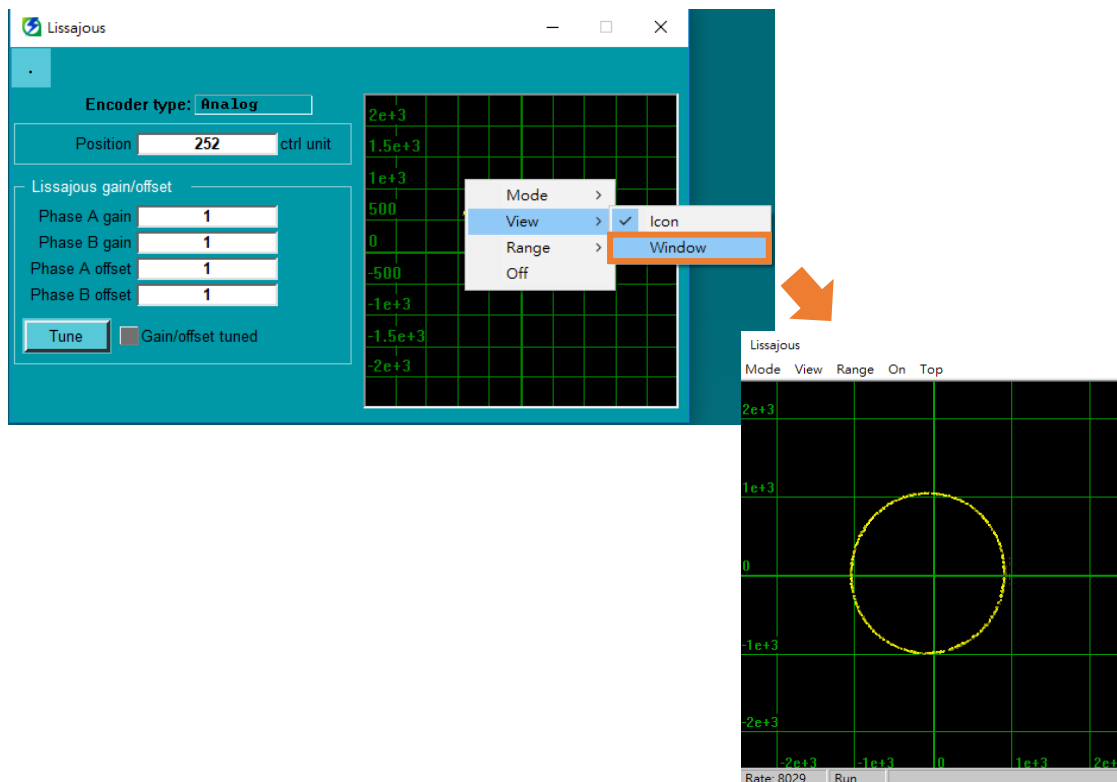 Lissajous
.
Encoder type: Analog
Position 252 ctrl unit
Lissajous gain/offset
Phase A gain 1
Phase B gain 1
Phase A offset 1
Phase B offset 1
Tune Gain/offset tuned
2e+3
1.5e+3
1e+3
500
0
-500
-1e+3
-1.5e+3
-2e+3
Mode
View
Range
Off
Icon
Window
Lissajous
Mode View Range On Top
2e+3
1e+3
0
-1e+3
-2e+3
-2e+3 -1e+3 0 1e+3 2e+
Rate: 8029 Run